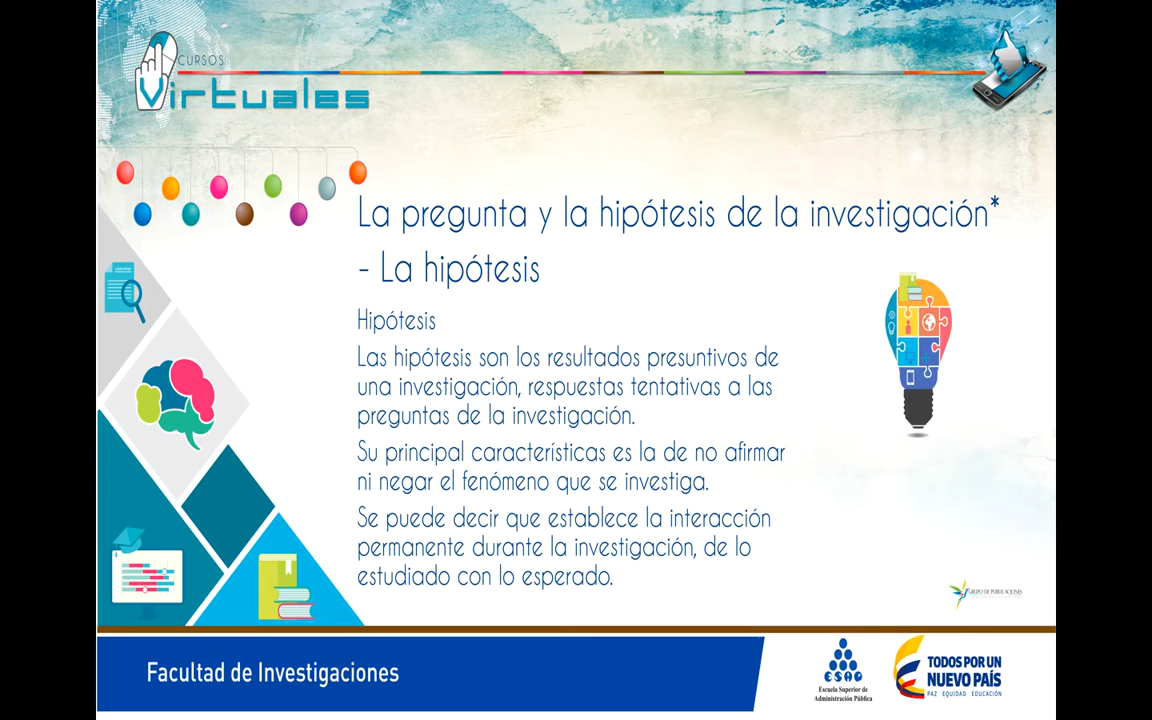 CURSOS
Virtuales
La pregunta y la hipótesis de la investigación*
- La hipótesis
Hipótesis
Las hipótesis son los resultados presuntivos de
una investigación, respuestas tentativas a las
preguntas de la investigación.
Su principal características es la de no afirmar
ni negar el fenómeno que se investiga.
Se puede decir que establece la interacción
permanente durante la investigación, de lo
estudiado con lo esperado.
GRUPO DE PUBLICACIONES
Facultad de Investigaciones
ESAP
Escuela Superior de
Administración Pública
TODOS POR UN
NUEVO PAÍS
PAZ EQUIDAD EDUCACIÓN